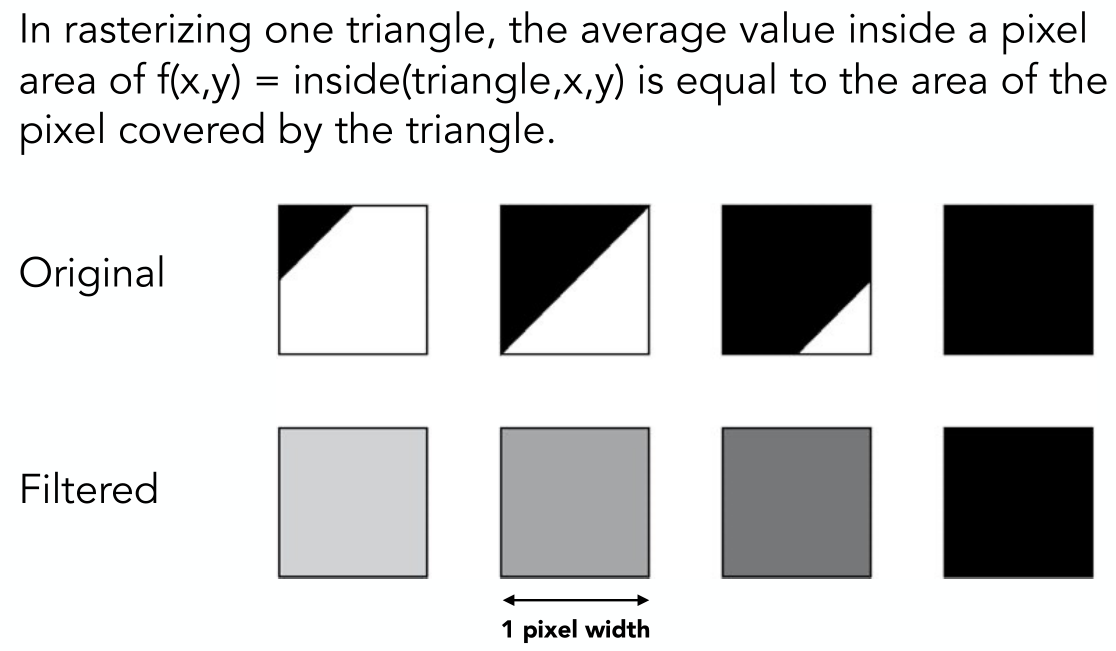 In rasterizing one triangle, the average value inside a pixel
area of f(x,y) = inside(triangle,x,y) is equal to the area of the
pixel covered by the triangle.
Original
Filtered
1 pixel width